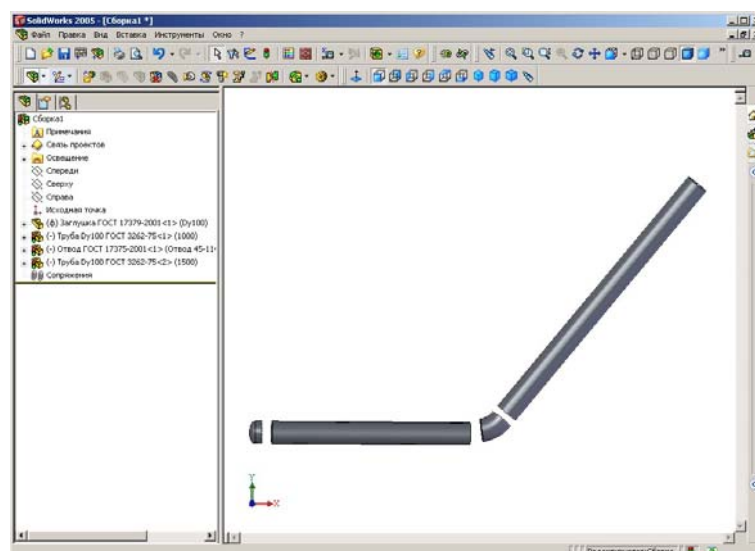 SolidWorks 2005 - [Сборка1 *]
Файл Правка Вид Вставка Инструменты Окно ?
Сборка1
Примечания
Связь проектов
Освещение
Спереди
Сверху
Справа
Исходная точка
(ф) Заглушка ГОСТ 17379-2001<1> (Dy100)
(-) Труба Dy100 ГОСТ 3262-75<1> (1000)
(-) Отвод ГОСТ 17375-2001<1> (Отвод 45-11
(-) Труба Dy100 ГОСТ 3262-75<2> (1500)
Сопряжения
Y
X